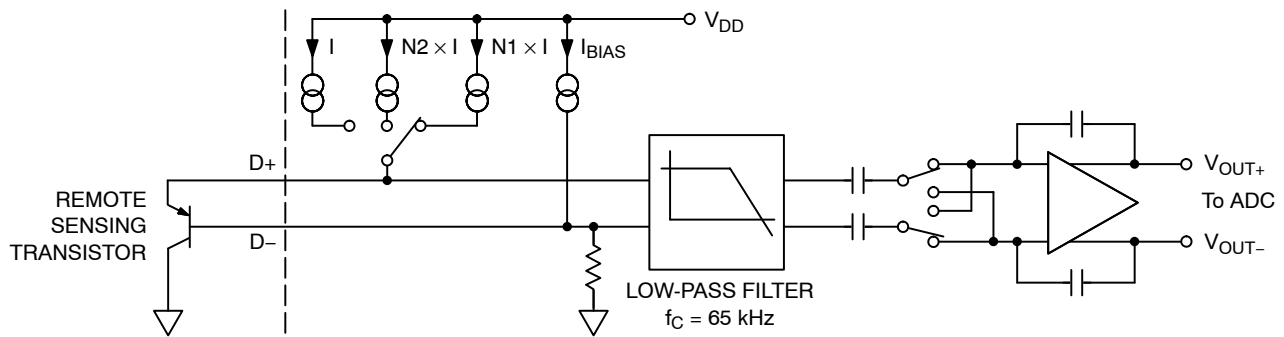 V_DD
I
N2 × I
N1 × I
I_BIAS
D+
REMOTE
SENSING
TRANSISTOR
D−
LOW-PASS FILTER
f_C = 65 kHz
V_OUT+
To ADC
V_OUT−